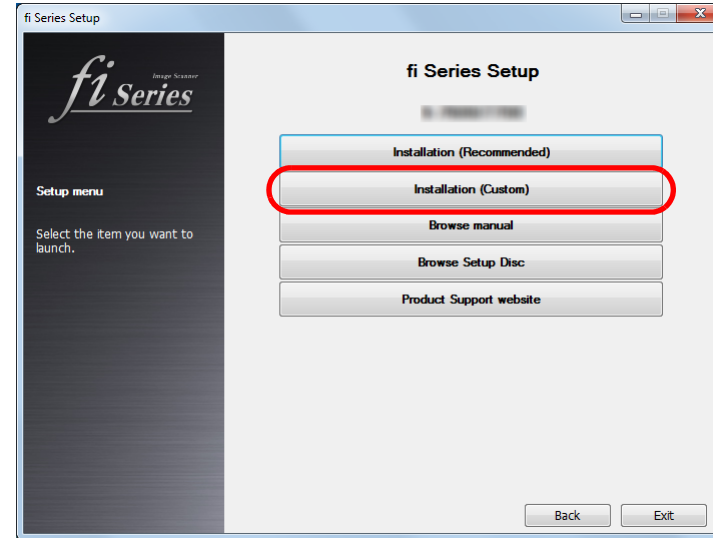 fi Series Setup
fi Series
Image Scanner
Setup menu
Select the item you want to
launch.
fi Series Setup
Installation (Recommended)
Installation (Custom)
Browse manual
Browse Setup Disc
Product Support website
Back
Exit